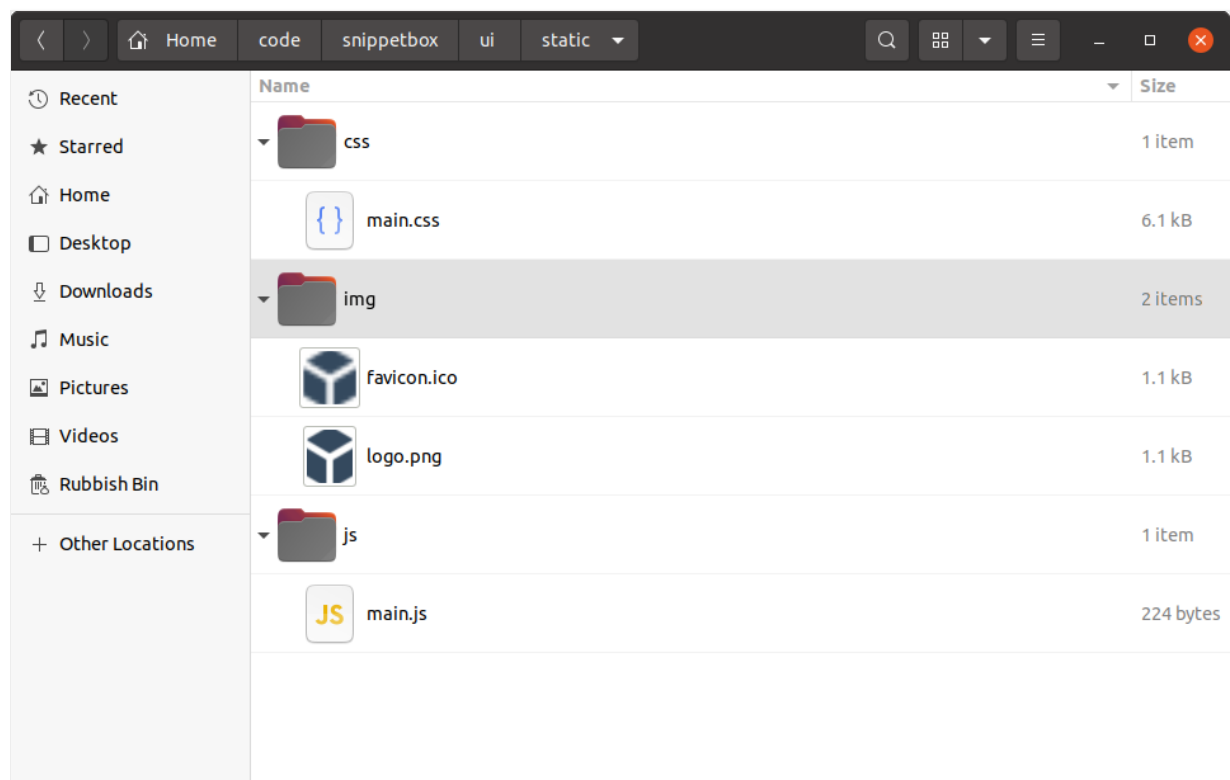 Home code snippetbox ui static
Recent
Starred
Home
Desktop
Downloads
Music
Pictures
Videos
Rubbish Bin
Other Locations
Name Size
css 1 item
{ } main.css 6.1 kB
img 2 items
favicon.ico 1.1 kB
logo.png 1.1 kB
js 1 item
JS main.js 224 bytes